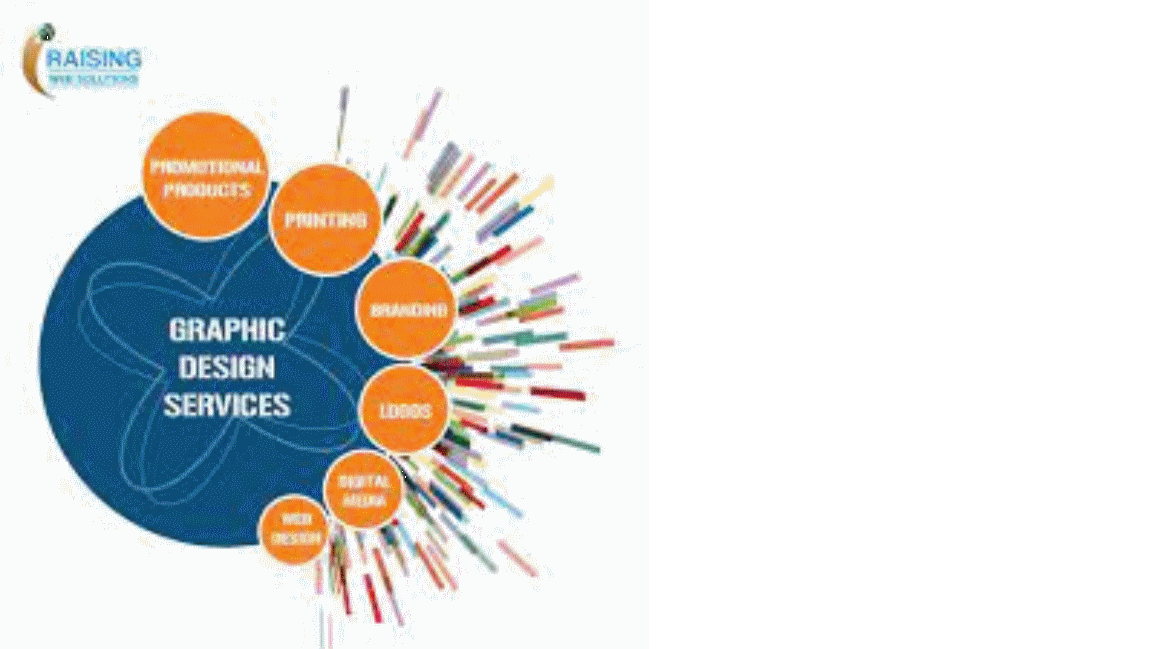 RAISING
WEB SOLUTIONS
PROMOTIONAL
PRODUCTS
PRINTING
BRANDING
LOGOS
DIGITAL
MEDIA
WEB
DESIGN
GRAPHIC
DESIGN
SERVICES